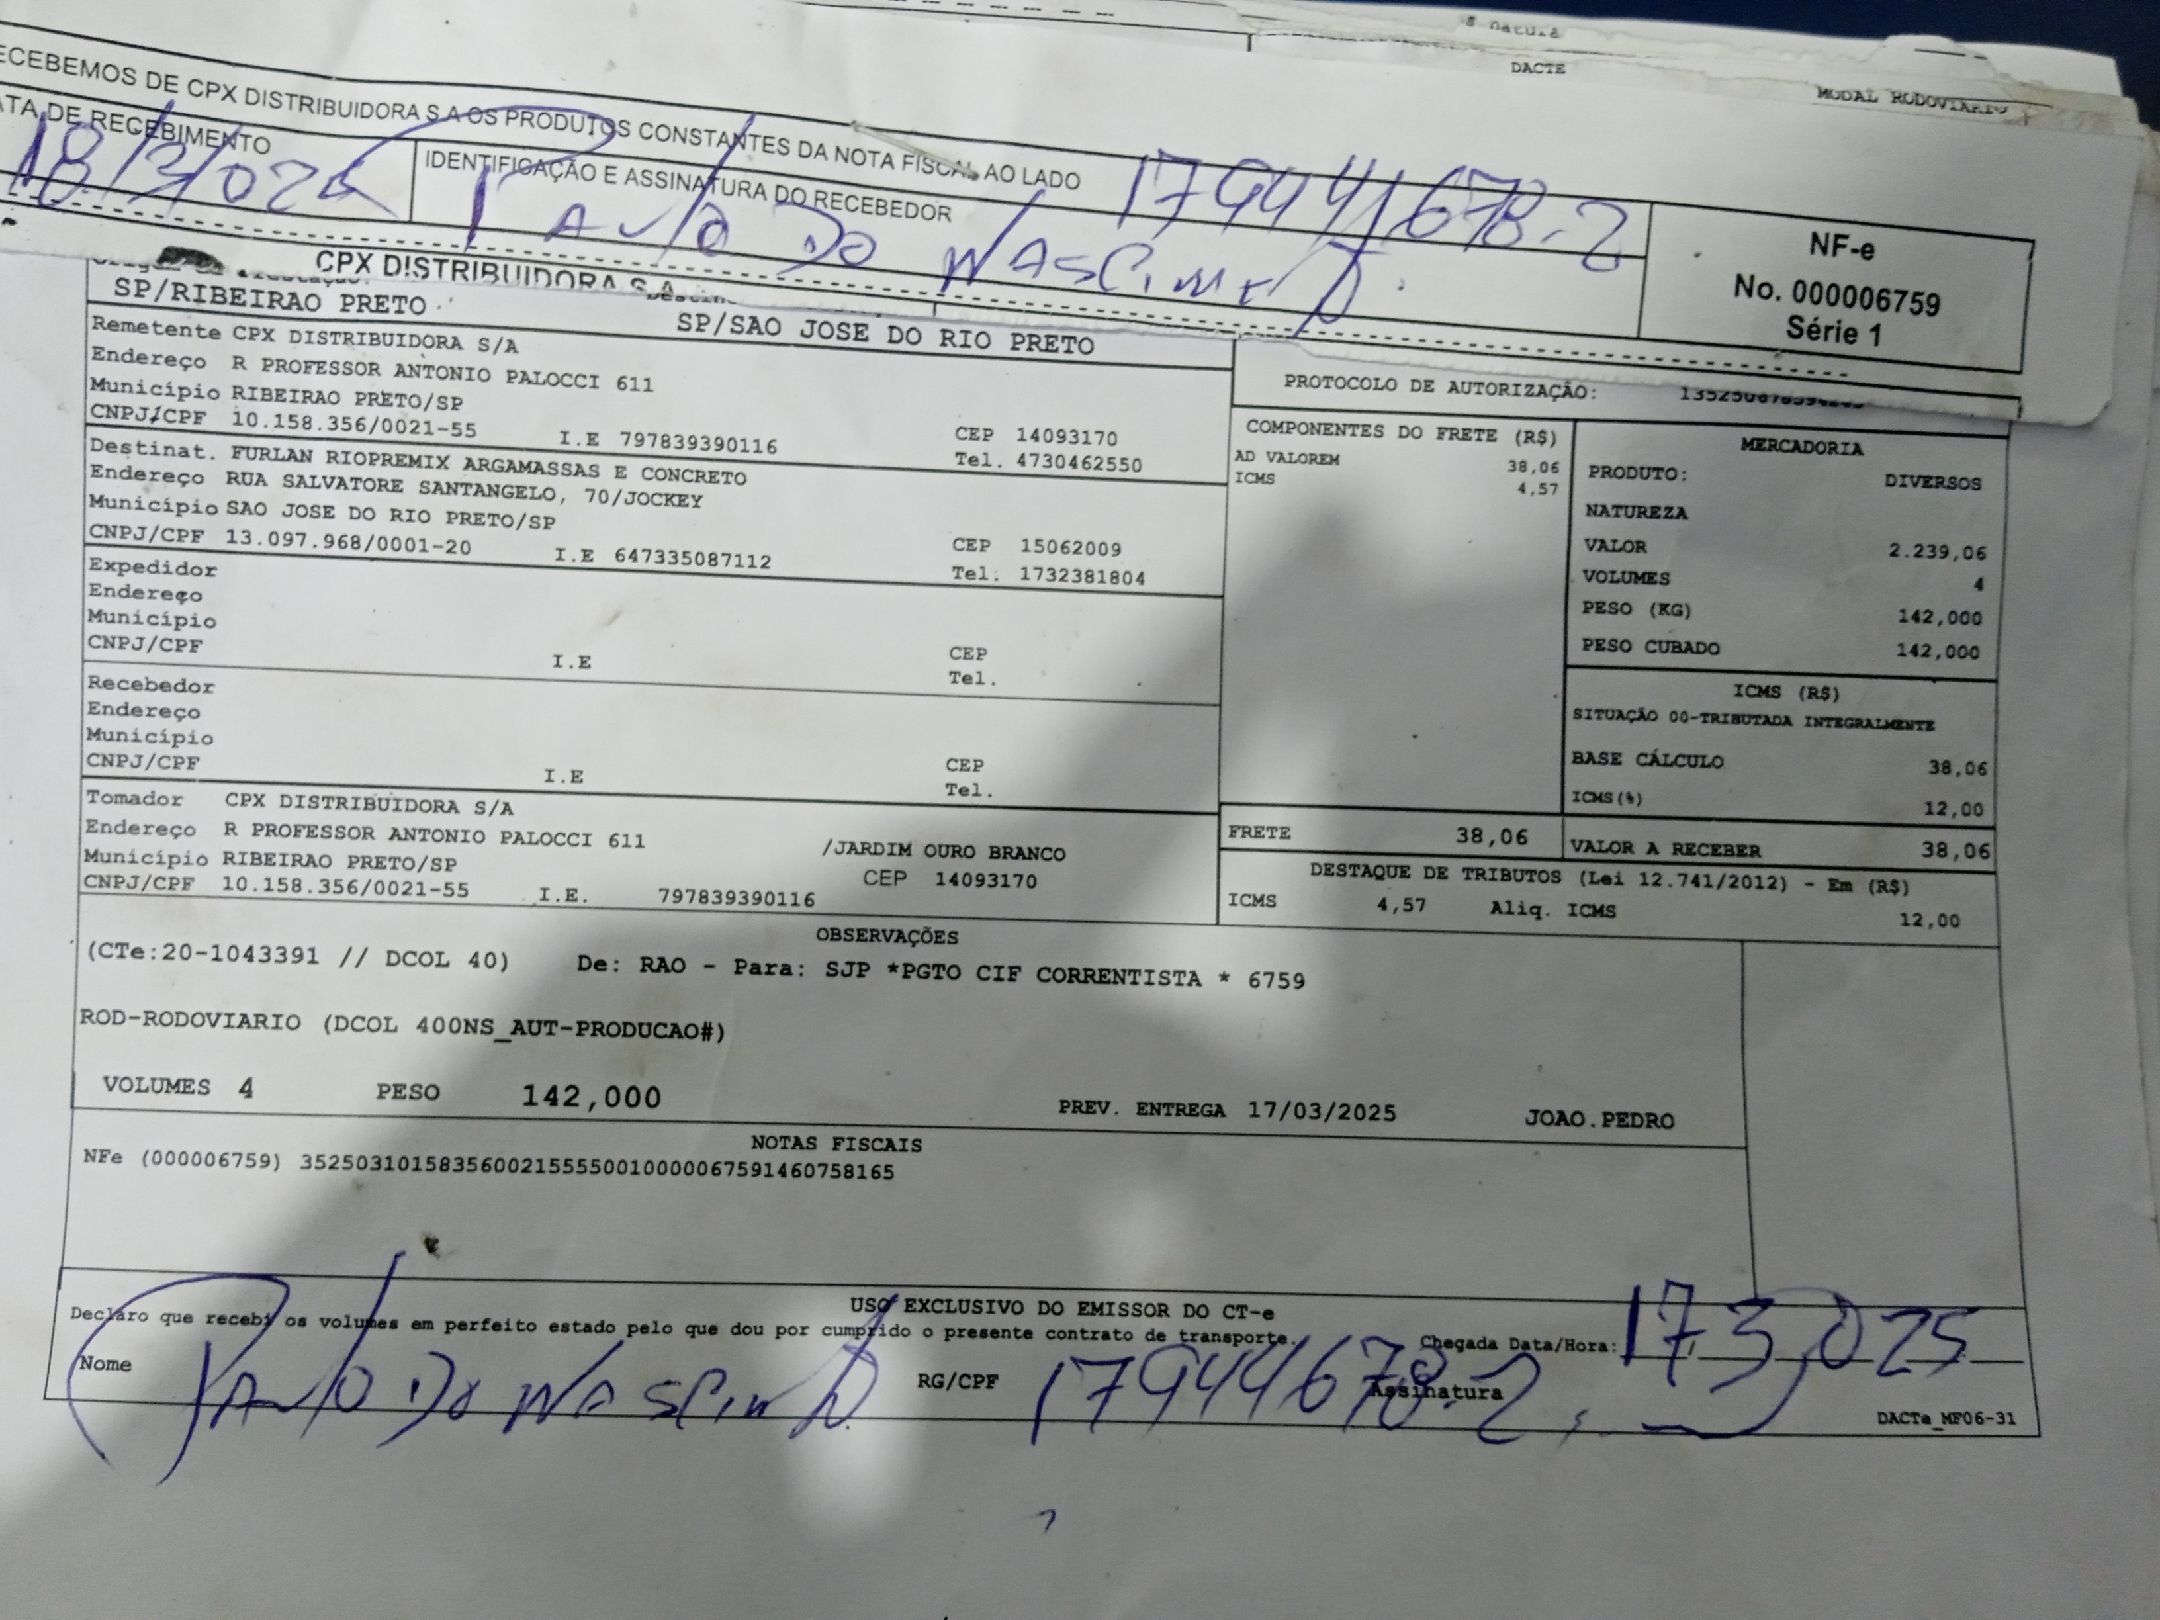 DACTE
MODAL RODOVIARIO
RECEBEMOS DE CPX DISTRIBUIDORA S.A OS PRODUTOS CONSTANTES DA NOTA FISCAL AO LADO
DATA DE RECEBIMENTO
IDENTIFICAÇÃO E ASSINATURA DO RECEBEDOR
17944678-2
NF-e
No. 000006759
Série 1
CPX DISTRIBUIDORA S.A
SP/RIBEIRAO PRETO
SP/SAO JOSE DO RIO PRETO
Remetente CPX DISTRIBUIDORA S/A
Endereço R PROFESSOR ANTONIO PALOCCI 611
Município RIBEIRAO PRETO/SP
CNPJ/CPF 10.158.356/0021-55 I.E 797839390116
CEP 14093170
Tel. 4730462550
Destinat. FURLAN RIOPREMIX ARGAMASSAS E CONCRETO
Endereço RUA SALVATORE SANTANGELO, 70/JOCKEY
Município SAO JOSE DO RIO PRETO/SP
CNPJ/CPF 13.097.968/0001-20 I.E 647335087112
CEP 15062009
Tel. 1732381804
Expedidor
Endereço
Município
CNPJ/CPF I.E
CEP
Tel.
Recebedor
Endereço
Município
CNPJ/CPF I.E
CEP
Tel.
Tomador CPX DISTRIBUIDORA S/A
Endereço R PROFESSOR ANTONIO PALOCCI 611 /JARDIM OURO BRANCO
Município RIBEIRAO PRETO/SP CEP 14093170
CNPJ/CPF 10.158.356/0021-55 I.E. 797839390116
PROTOCOLO DE AUTORIZAÇÃO:
COMPONENTES DO FRETE (R$)
AD VALOREM 38,06
ICMS 4,57
MERCADORIA
PRODUTO: DIVERSOS
NATUREZA
VALOR 2.239,06
VOLUMES 4
PESO (KG) 142,000
PESO CUBADO 142,000
ICMS (R$)
SITUAÇÃO 00-TRIBUTADA INTEGRALMENTE
BASE CÁLCULO 38,06
ICMS(%) 12,00
FRETE 38,06
VALOR A RECEBER 38,06
DESTAQUE DE TRIBUTOS (Lei 12.741/2012) - Em (R$)
ICMS 4,57 Aliq. ICMS 12,00
OBSERVAÇÕES
(CTe:20-1043391 // DCOL 40) De: RAO - Para: SJP *PGTO CIF CORRENTISTA * 6759
ROD-RODOVIARIO (DCOL 400NS_AUT-PRODUCAO#)
VOLUMES 4 PESO 142,000 PREV. ENTREGA 17/03/2025 JOAO.PEDRO
NOTAS FISCAIS
NFe (000006759) 35250310158356002155550010000067591460758165
USO EXCLUSIVO DO EMISSOR DO CT-e
Declaro que recebi os volumes em perfeito estado pelo que dou por cumprido o presente contrato de transporte.
Chegada Data/Hora: 17,3,025
Nome RG/CPF 17944678-2 Assinatura
DACTe_MF06-31